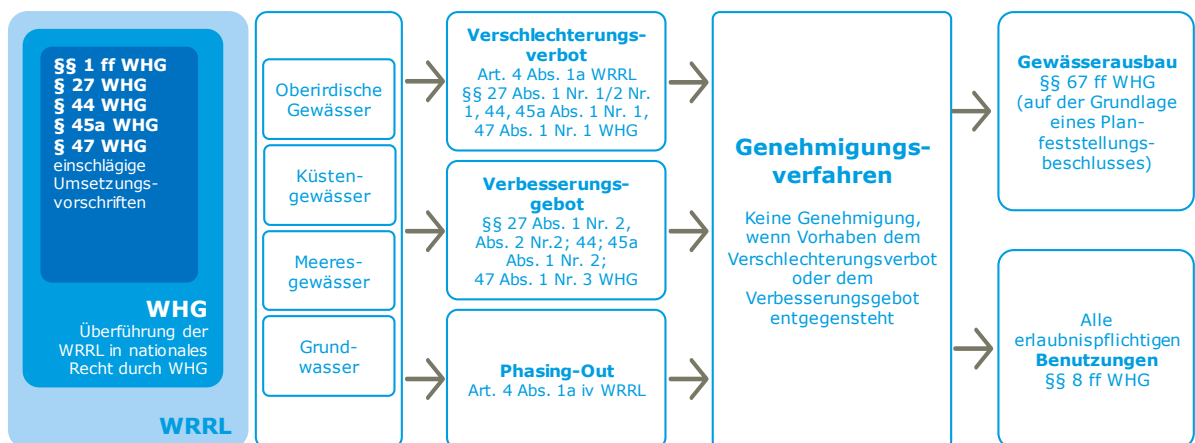 §§ 1 ff WHG
§ 27 WHG
§ 44 WHG
§ 45a WHG
§ 47 WHG
einschlägige
Umsetzungs-
vorschriften
WHG
Überführung der
WRRL in nationales
Recht durch WHG
WRRL
Oberirdische
Gewässer
Küsten-
gewässer
Meeres-
gewässer
Grund-
wasser
Verschlechterungs-
verbot
Art. 4 Abs. 1a WRRL
§§ 27 Abs. 1 Nr. 1/2 Nr.
1, 44, 45a Abs. 1 Nr. 1,
47 Abs. 1 Nr. 1 WHG
Verbesserungs-
gebot
§§ 27 Abs. 1 Nr. 2,
Abs. 2 Nr.2; 44; 45a
Abs. 1 Nr. 2;
47 Abs. 1 Nr. 3 WHG
Phasing-Out
Art. 4 Abs. 1a iv WRRL
Genehmigungs-
verfahren
Keine Genehmigung,
wenn Vorhaben dem
Verschlechterungsverbot
oder dem
Verbesserungsgebot
entgegensteht
Gewässerausbau
§§ 67 ff WHG
(auf der Grundlage
eines Plan-
feststellungs-
beschlusses)
Alle
erlaubnispflichtigen
Benutzungen
§§ 8 ff WHG